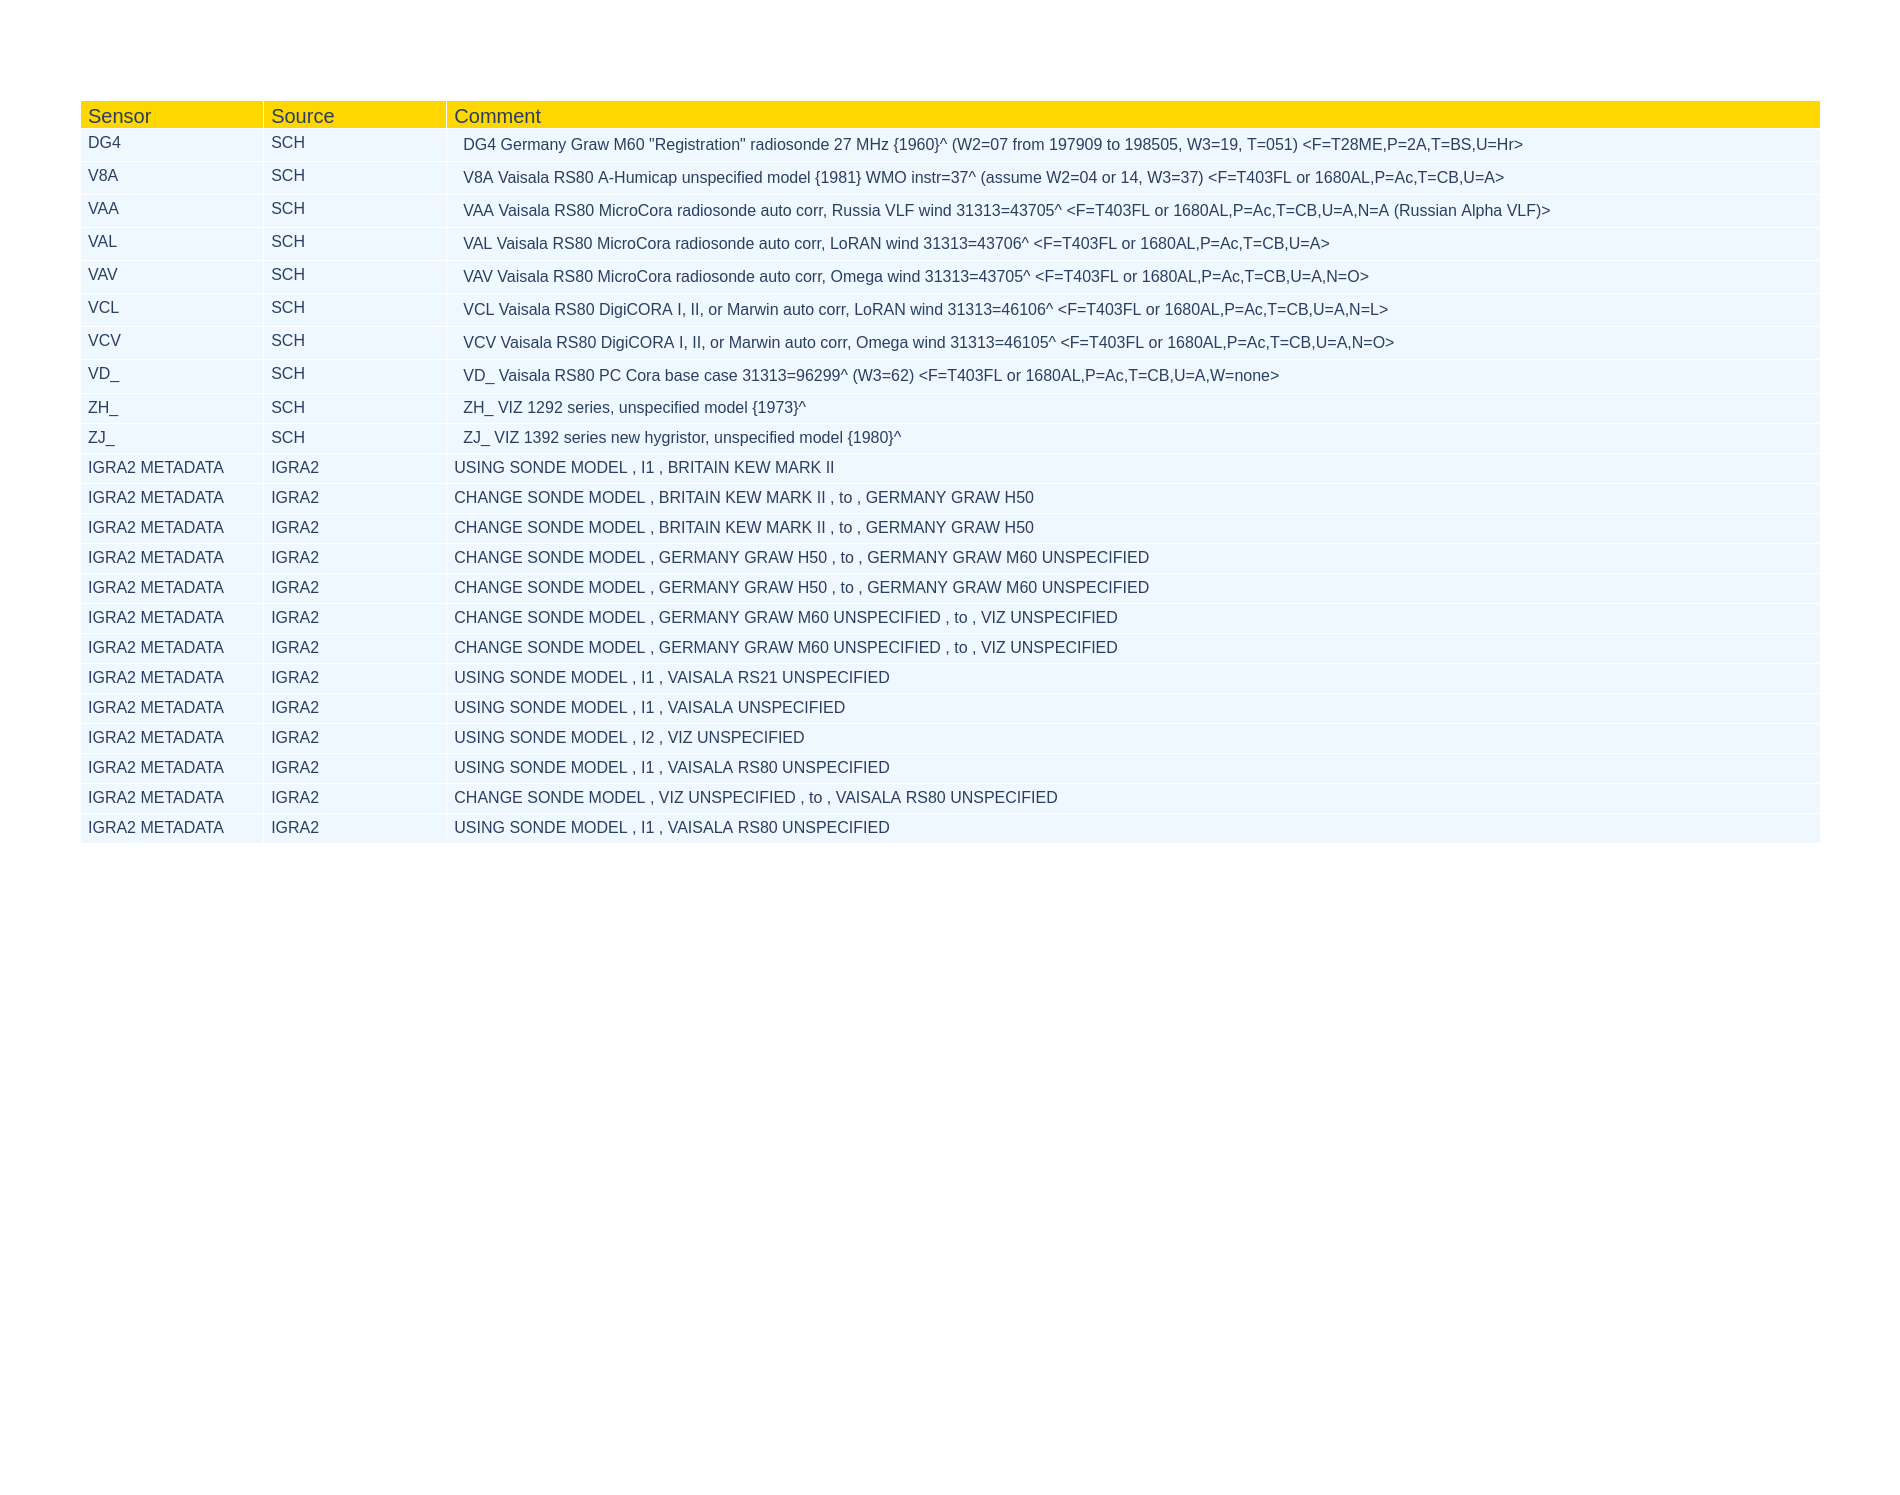 Sensor Source Comment
DG4 SCH DG4 Germany Graw M60 "Registration" radiosonde 27 MHz {1960}^ (W2=07 from 197909 to 198505, W3=19, T=051) <F=T28ME,P=2A,T=BS,U=Hr>
V8A SCH V8A Vaisala RS80 A-Humicap unspecified model {1981} WMO instr=37^ (assume W2=04 or 14, W3=37) <F=T403FL or 1680AL,P=Ac,T=CB,U=A>
VAA SCH VAA Vaisala RS80 MicroCora radiosonde auto corr, Russia VLF wind 31313=43705^ <F=T403FL or 1680AL,P=Ac,T=CB,U=A,N=A (Russian Alpha VLF)>
VAL SCH VAL Vaisala RS80 MicroCora radiosonde auto corr, LoRAN wind 31313=43706^ <F=T403FL or 1680AL,P=Ac,T=CB,U=A>
VAV SCH VAV Vaisala RS80 MicroCora radiosonde auto corr, Omega wind 31313=43705^ <F=T403FL or 1680AL,P=Ac,T=CB,U=A,N=O>
VCL SCH VCL Vaisala RS80 DigiCORA I, II, or Marwin auto corr, LoRAN wind 31313=46106^ <F=T403FL or 1680AL,P=Ac,T=CB,U=A,N=L>
VCV SCH VCV Vaisala RS80 DigiCORA I, II, or Marwin auto corr, Omega wind 31313=46105^ <F=T403FL or 1680AL,P=Ac,T=CB,U=A,N=O>
VD_ SCH VD_ Vaisala RS80 PC Cora base case 31313=96299^ (W3=62) <F=T403FL or 1680AL,P=Ac,T=CB,U=A,W=none>
ZH_ SCH ZH_ VIZ 1292 series, unspecified model {1973}^
ZJ_ SCH ZJ_ VIZ 1392 series new hygristor, unspecified model {1980}^
IGRA2 METADATA IGRA2 USING SONDE MODEL , I1 , BRITAIN KEW MARK II
IGRA2 METADATA IGRA2 CHANGE SONDE MODEL , BRITAIN KEW MARK II , to , GERMANY GRAW H50
IGRA2 METADATA IGRA2 CHANGE SONDE MODEL , BRITAIN KEW MARK II , to , GERMANY GRAW H50
IGRA2 METADATA IGRA2 CHANGE SONDE MODEL , GERMANY GRAW H50 , to , GERMANY GRAW M60 UNSPECIFIED
IGRA2 METADATA IGRA2 CHANGE SONDE MODEL , GERMANY GRAW H50 , to , GERMANY GRAW M60 UNSPECIFIED
IGRA2 METADATA IGRA2 CHANGE SONDE MODEL , GERMANY GRAW M60 UNSPECIFIED , to , VIZ UNSPECIFIED
IGRA2 METADATA IGRA2 CHANGE SONDE MODEL , GERMANY GRAW M60 UNSPECIFIED , to , VIZ UNSPECIFIED
IGRA2 METADATA IGRA2 USING SONDE MODEL , I1 , VAISALA RS21 UNSPECIFIED
IGRA2 METADATA IGRA2 USING SONDE MODEL , I1 , VAISALA UNSPECIFIED
IGRA2 METADATA IGRA2 USING SONDE MODEL , I2 , VIZ UNSPECIFIED
IGRA2 METADATA IGRA2 USING SONDE MODEL , I1 , VAISALA RS80 UNSPECIFIED
IGRA2 METADATA IGRA2 CHANGE SONDE MODEL , VIZ UNSPECIFIED , to , VAISALA RS80 UNSPECIFIED
IGRA2 METADATA IGRA2 USING SONDE MODEL , I1 , VAISALA RS80 UNSPECIFIED